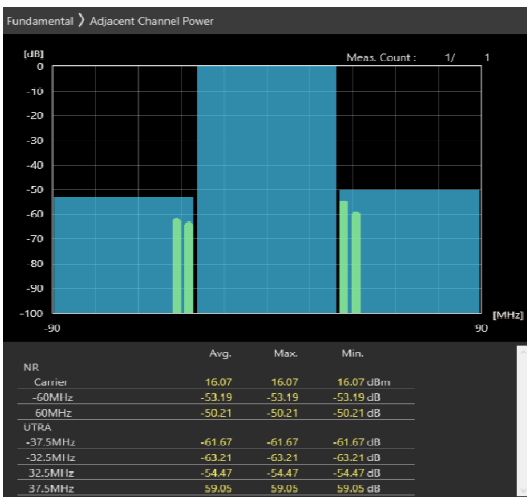 Fundamental ❯ Adjacent Channel Power
[dB]
Meas. Count : 1/ 1
0
-10
-20
-30
-40
-50
-60
-70
-80
-90
-100
[MHz]
-90 90
Avg. Max. Min.
NR
Carrier 16.07 16.07 16.07 dBm
-60MHz -53.19 -53.19 -53.19 dB
60MHz -50.21 -50.21 -50.21 dB
UTRA
-37.5MHz -61.67 -61.67 -61.67 dB
-32.5MHz -63.21 -63.21 -63.21 dB
32.5MHz -54.47 -54.47 -54.47 dB
37.5MHz 59.05 59.05 59.05 dB